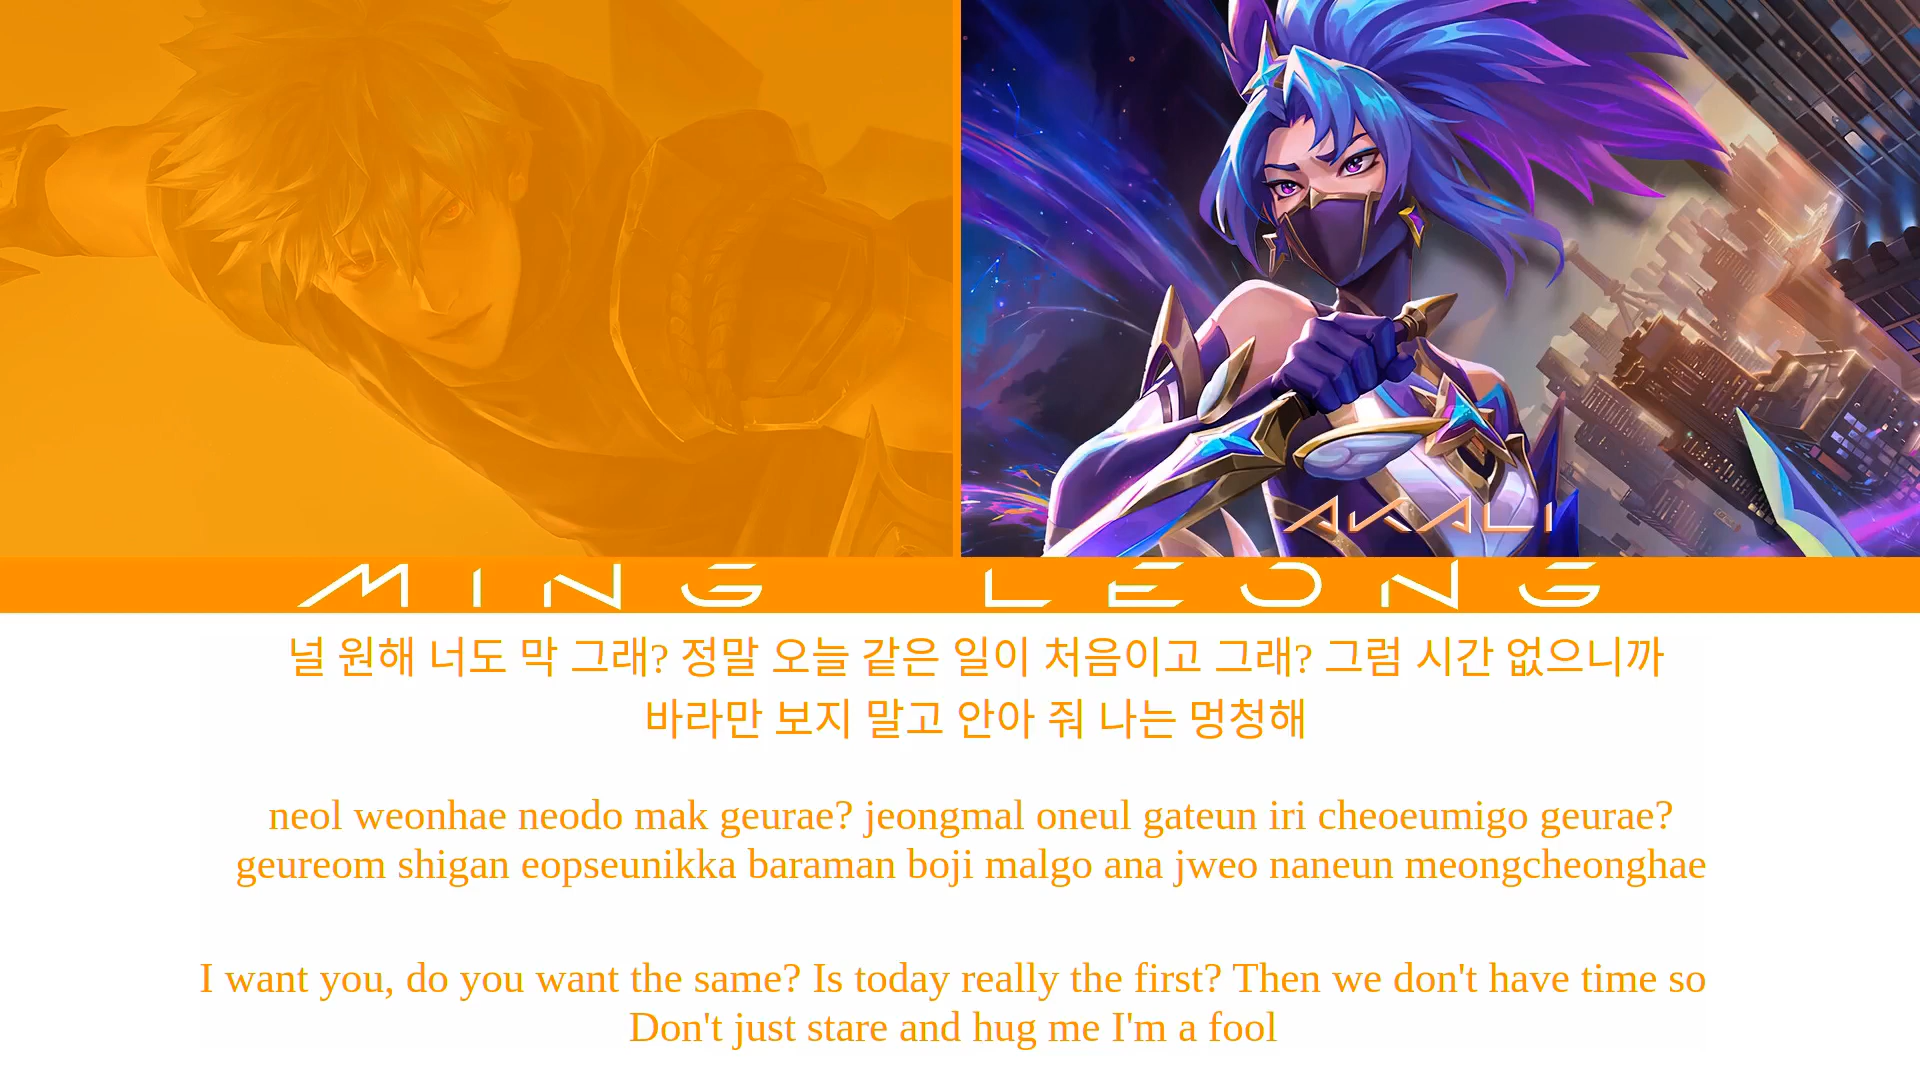 AKALI
MING LEONG
널 원해 너도 막 그래? 정말 오늘 같은 일이 처음이고 그래? 그럼 시간 없으니까
바라만 보지 말고 안아 줘 나는 멍청해
neol weonhae neodo mak geurae? jeongmal oneul gateun iri cheoeumigo geurae?
geureom shigan eopseunikka baraman boji malgo ana jweo naneun meongcheonghae
I want you, do you want the same? Is today really the first? Then we don't have time so
Don't just stare and hug me I'm a fool